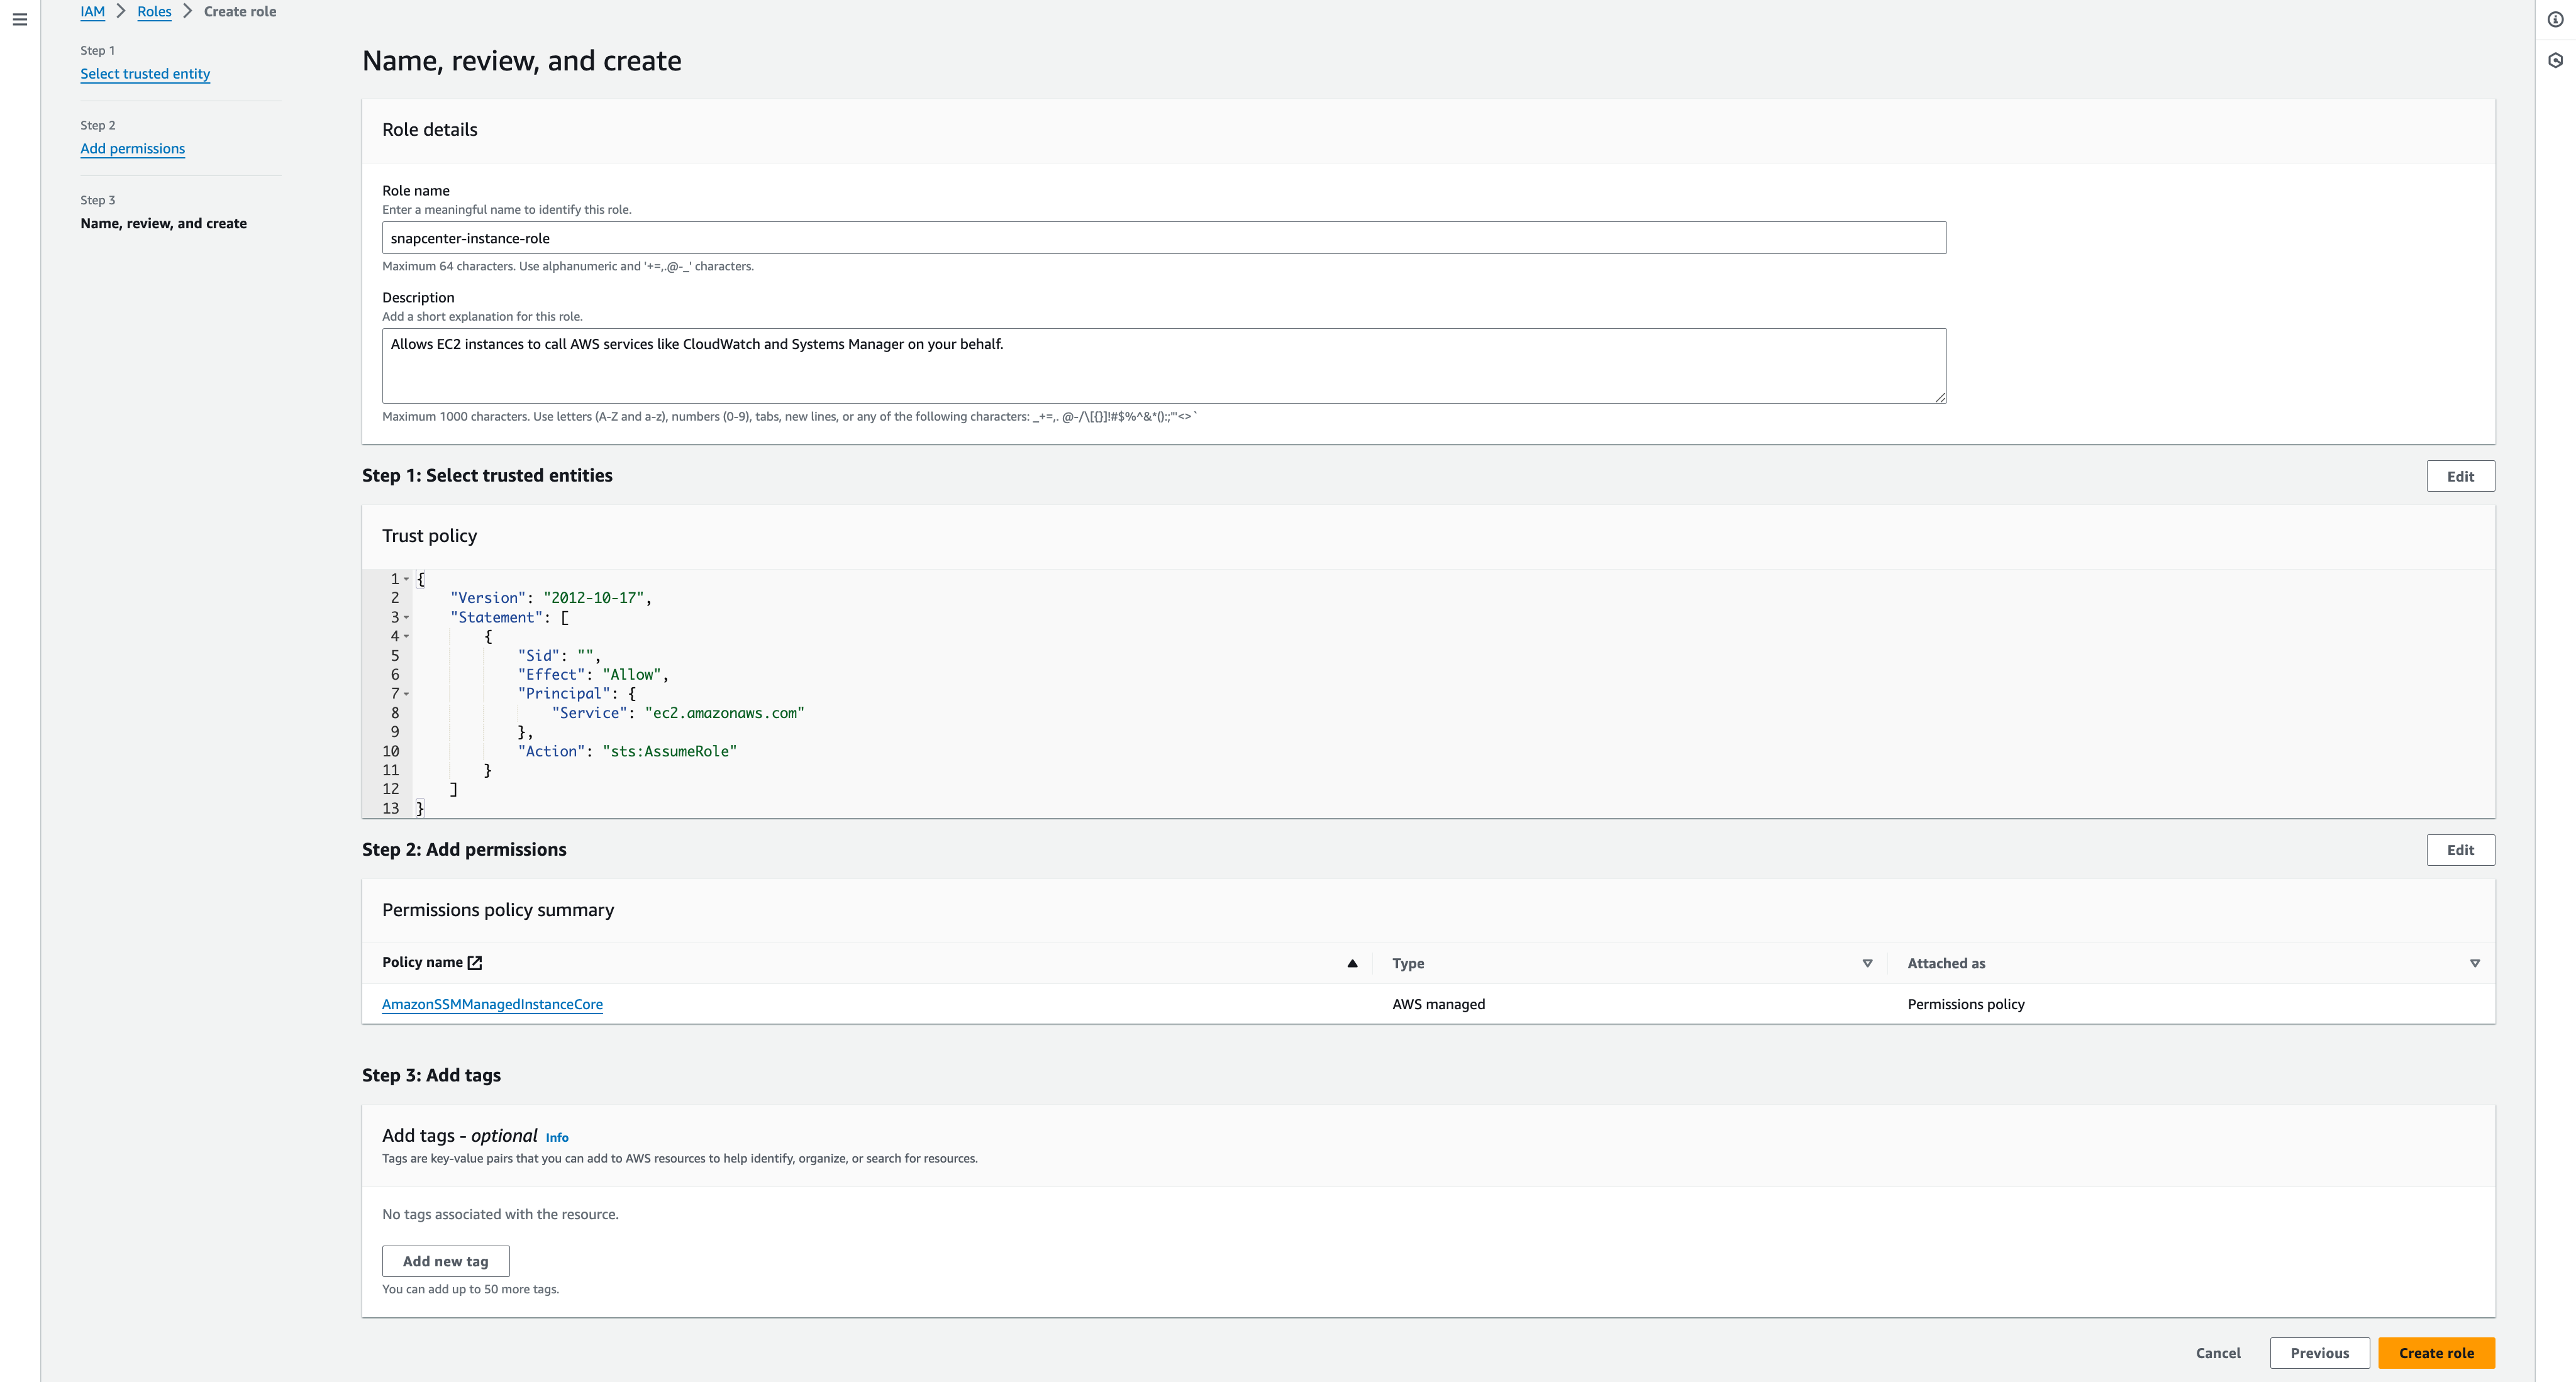 IAM > Roles > Create role
Step 1
Select trusted entity
Step 2
Add permissions
Step 3
Name, review, and create
Name, review, and create
Role details
Role name
Enter a meaningful name to identify this role.
snapcenter-instance-role
Maximum 64 characters. Use alphanumeric and '+=,.@-_' characters.
Description
Add a short explanation for this role.
Allows EC2 instances to call AWS services like CloudWatch and Systems Manager on your behalf.
Maximum 1000 characters. Use letters (A-Z and a-z), numbers (0-9), tabs, new lines, or any of the following characters: _+=,. @-/\[{}]!#$%^&*();:"'<>`
Step 1: Select trusted entities
Edit
Trust policy
1 {
2 "Version": "2012-10-17",
3 "Statement": [
4 {
5 "Sid": "",
6 "Effect": "Allow",
7 "Principal": {
8 "Service": "ec2.amazonaws.com"
9 },
10 "Action": "sts:AssumeRole"
11 }
12 ]
13 }
Step 2: Add permissions
Edit
Permissions policy summary
Policy name Type Attached as
AmazonSSMManagedInstanceCore AWS managed Permissions policy
Step 3: Add tags
Add tags - optional Info
Tags are key-value pairs that you can add to AWS resources to help identify, organize, or search for resources.
No tags associated with the resource.
Add new tag
You can add up to 50 more tags.
Cancel Previous Create role